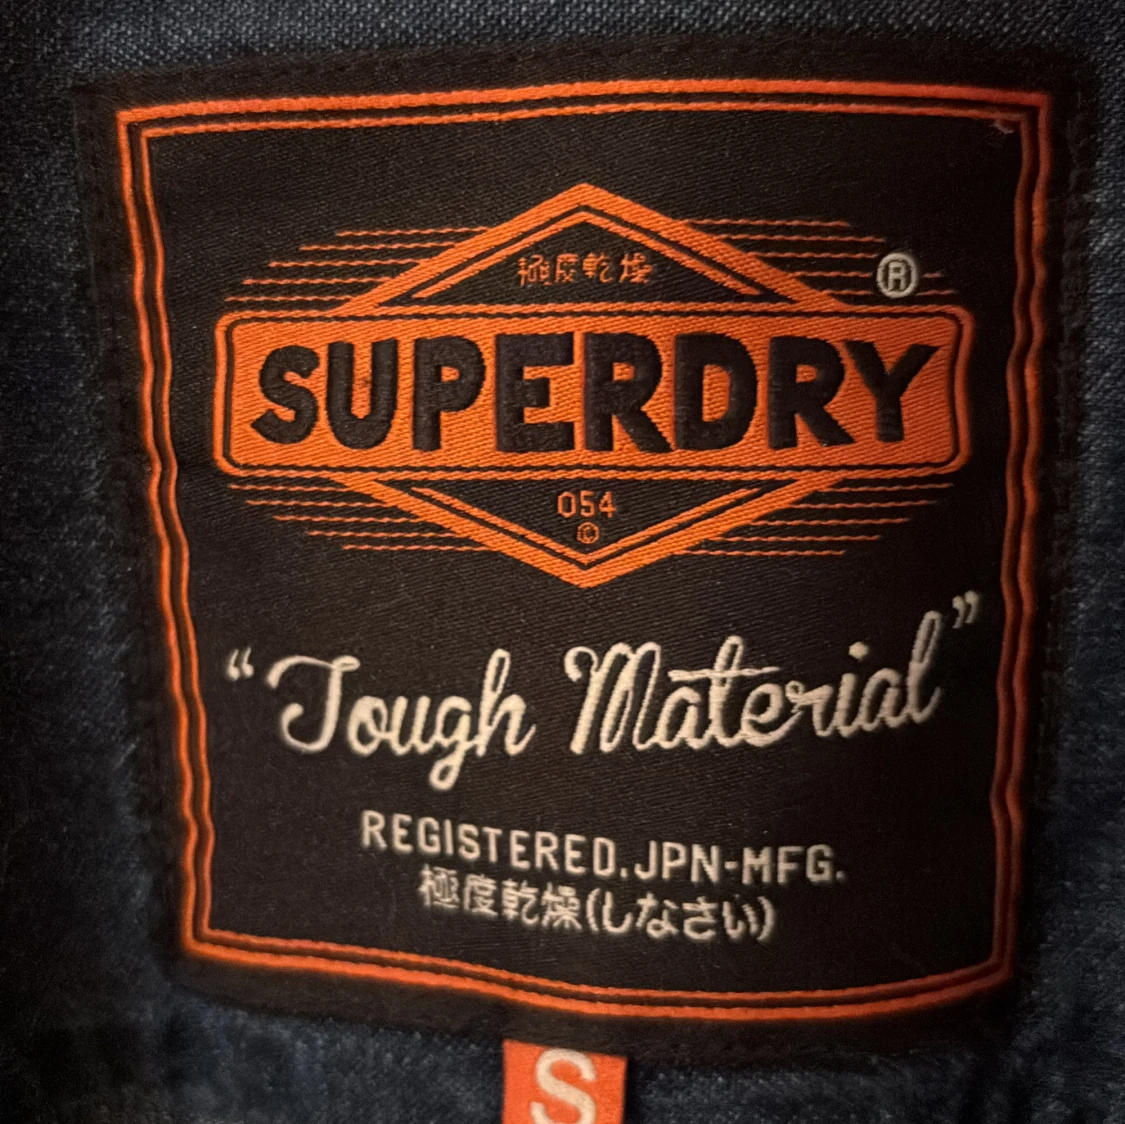 極度乾燥
®
SUPERDRY
054
©
“Tough Material”
REGISTERED.JPN-MFG.
極度乾燥(しなさい)
S